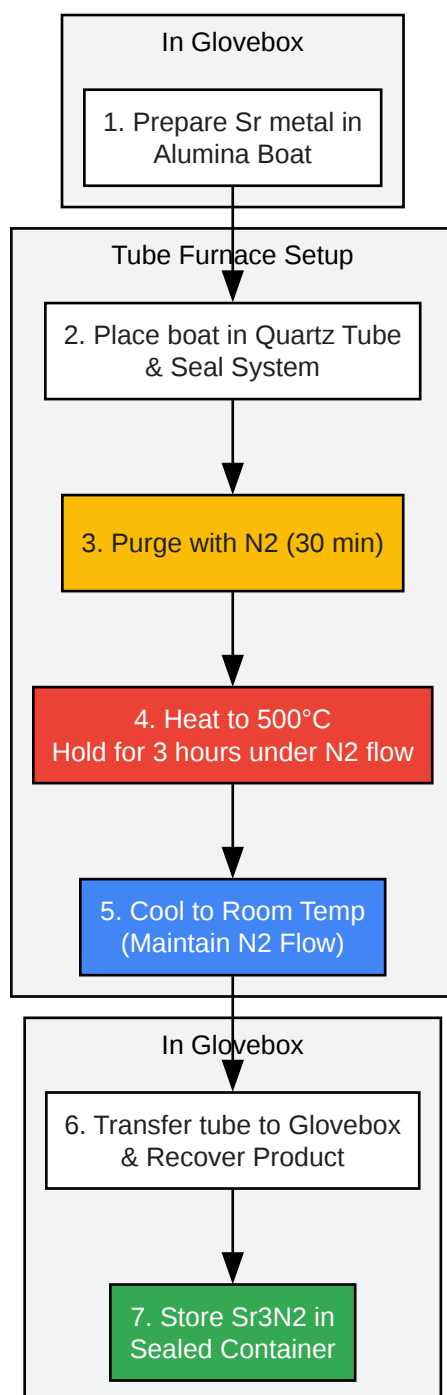 In Glovebox
1. Prepare Sr metal in
Alumina Boat
Tube Furnace Setup
2. Place boat in Quartz Tube
& Seal System
3. Purge with N2 (30 min)
4. Heat to 500°C
Hold for 3 hours under N2 flow
5. Cool to Room Temp
(Maintain N2 Flow)
In Glovebox
6. Transfer tube to Glovebox
& Recover Product
7. Store Sr3N2 in
Sealed Container